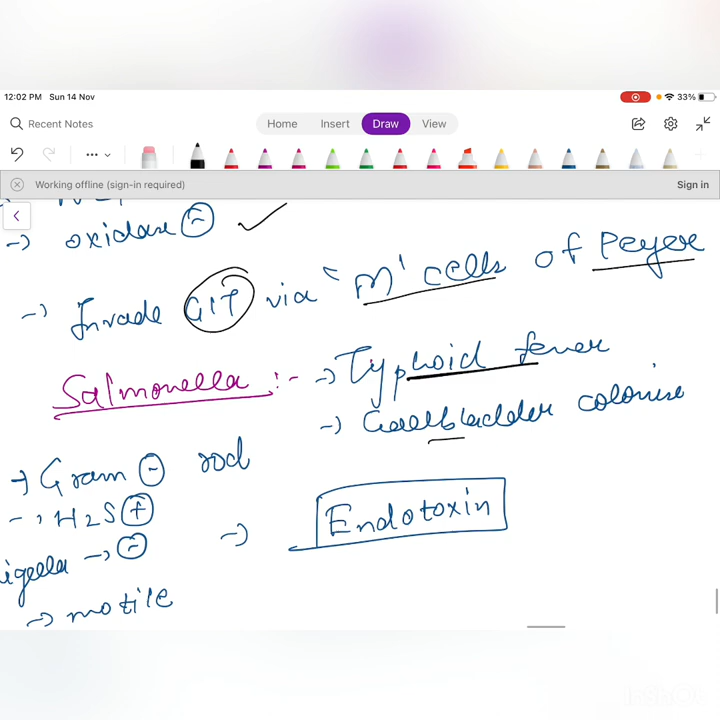 12:02 PM Sun 14 Nov 33%
Recent Notes Home Insert Draw View
Working offline (sign-in required) Sign in
-> oxidase (-)
-> Invade GIT via 'M' cells of Peyer
Salmonella :- -> Typhoid fever
-> Gallbladder colonise
-> Gram (-) rod
-> H2S (+)
-> Endotoxin
igella -> (-)
-> motile